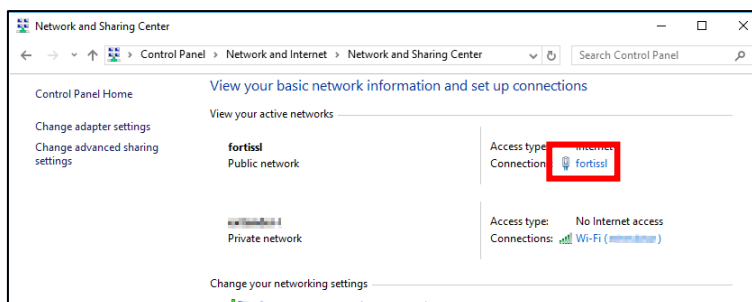 Network and Sharing Center
Control Panel > Network and Internet > Network and Sharing Center
Search Control Panel
Control Panel Home
Change adapter settings
Change advanced sharing
settings
View your basic network information and set up connections
View your active networks
fortissl
Public network
Access type:
Connection
fortissl
Private network
Access type: No Internet access
Connections: Wi-Fi ( )
Change your networking settings